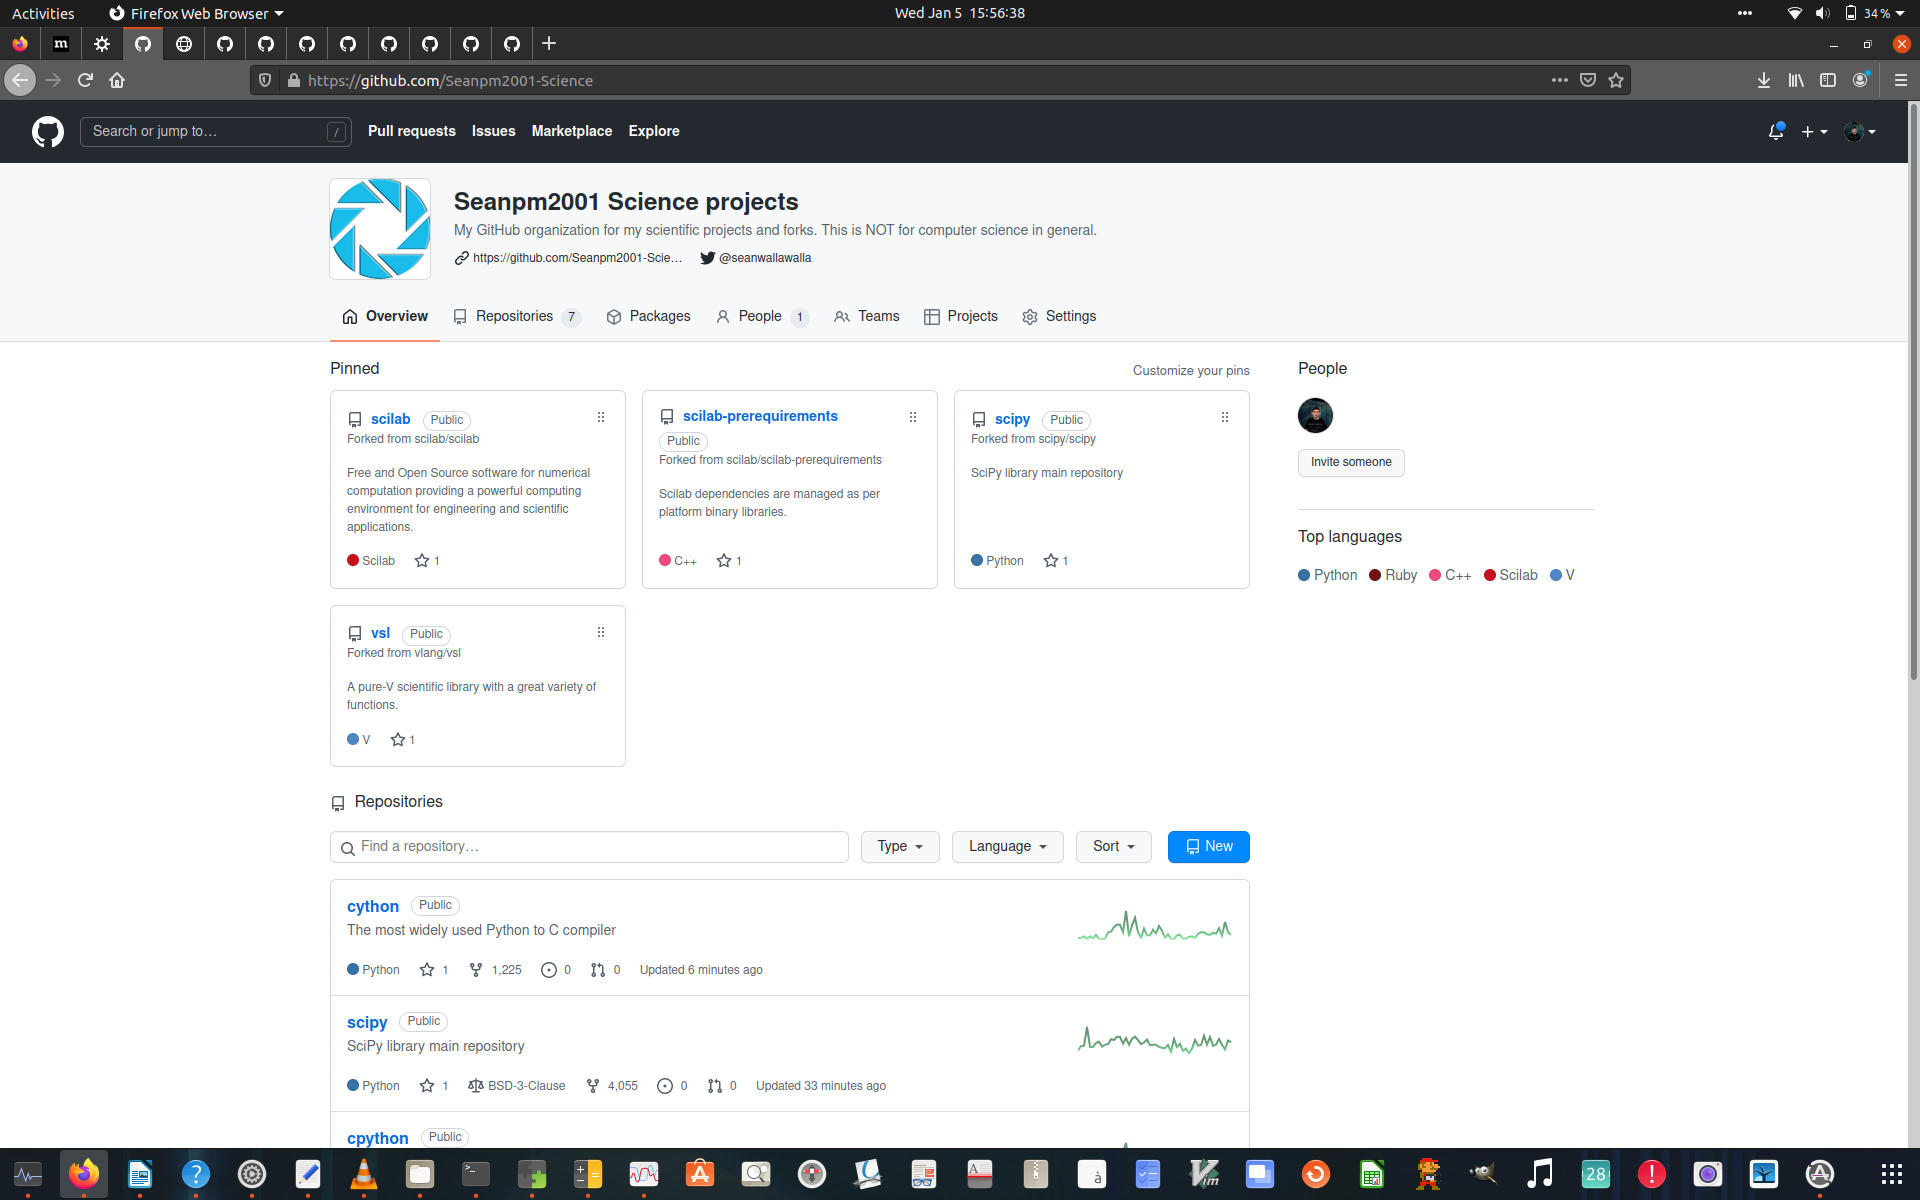 Activities
Firefox Web Browser
Wed Jan 5 15:56:38
34 %
m
https://github.com/Seanpm2001-Science
Search or jump to…
/
Pull requests
Issues
Marketplace
Explore
Seanpm2001 Science projects
My GitHub organization for my scientific projects and forks. This is NOT for computer science in general.
https://github.com/Seanpm2001-Scie…
@seanwallawalla
Overview
Repositories 7
Packages
People 1
Teams
Projects
Settings
Pinned
Customize your pins
scilab Public
Forked from scilab/scilab
Free and Open Source software for numerical
computation providing a powerful computing
environment for engineering and scientific
applications.
Scilab 1
scilab-prerequirements
Public
Forked from scilab/scilab-prerequirements
Scilab dependencies are managed as per
platform binary libraries.
C++ 1
scipy Public
Forked from scipy/scipy
SciPy library main repository
Python 1
vsl Public
Forked from vlang/vsl
A pure-V scientific library with a great variety of
functions.
V 1
People
Invite someone
Top languages
Python Ruby C++ Scilab V
Repositories
Find a repository…
Type
Language
Sort
New
cython Public
The most widely used Python to C compiler
Python 1 1,225 0 0 Updated 6 minutes ago
scipy Public
SciPy library main repository
Python 1 BSD-3-Clause 4,055 0 0 Updated 33 minutes ago
cpython Public
28